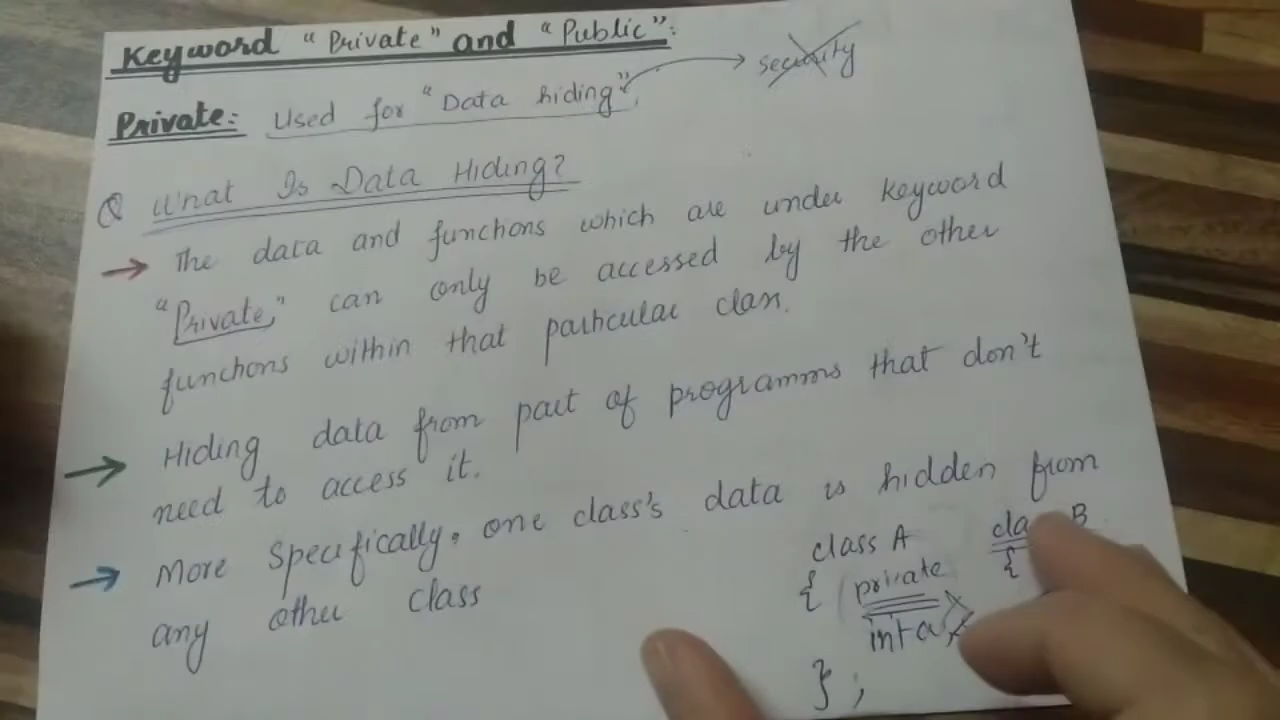 Keyword "Private" and "Public":
Private: Used for "Data hiding". → security
Q What Is Data Hiding?
→ The data and functions which are under keyword
"Private," can only be accessed by the other
functions within that particular class.
→ Hiding data from part of programms that don't
need to access it.
→ More specifically, one class's data is hidden from
any other class
class A
{ private
int a
};
B
{